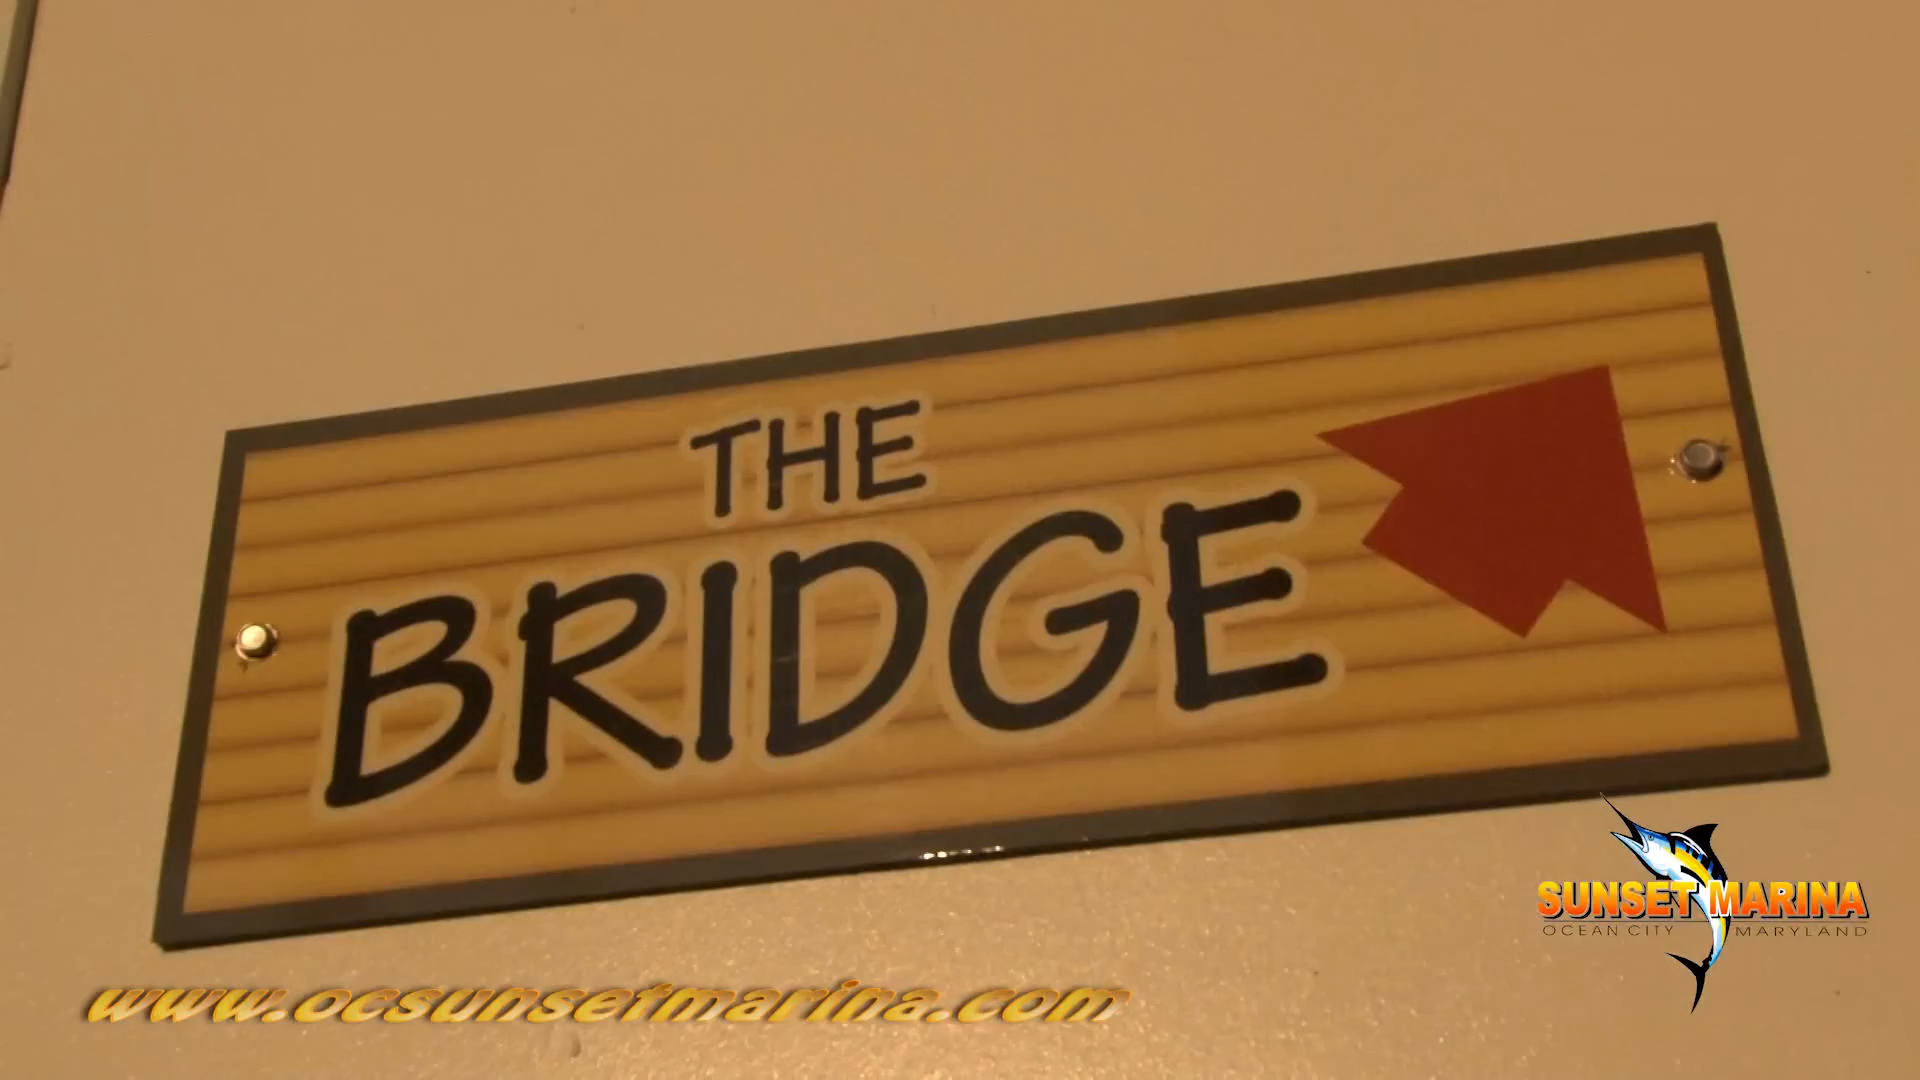 THE
BRIDGE
SUNSET MARINA
OCEAN CITY MARYLAND
www.ocsunsetmarina.com